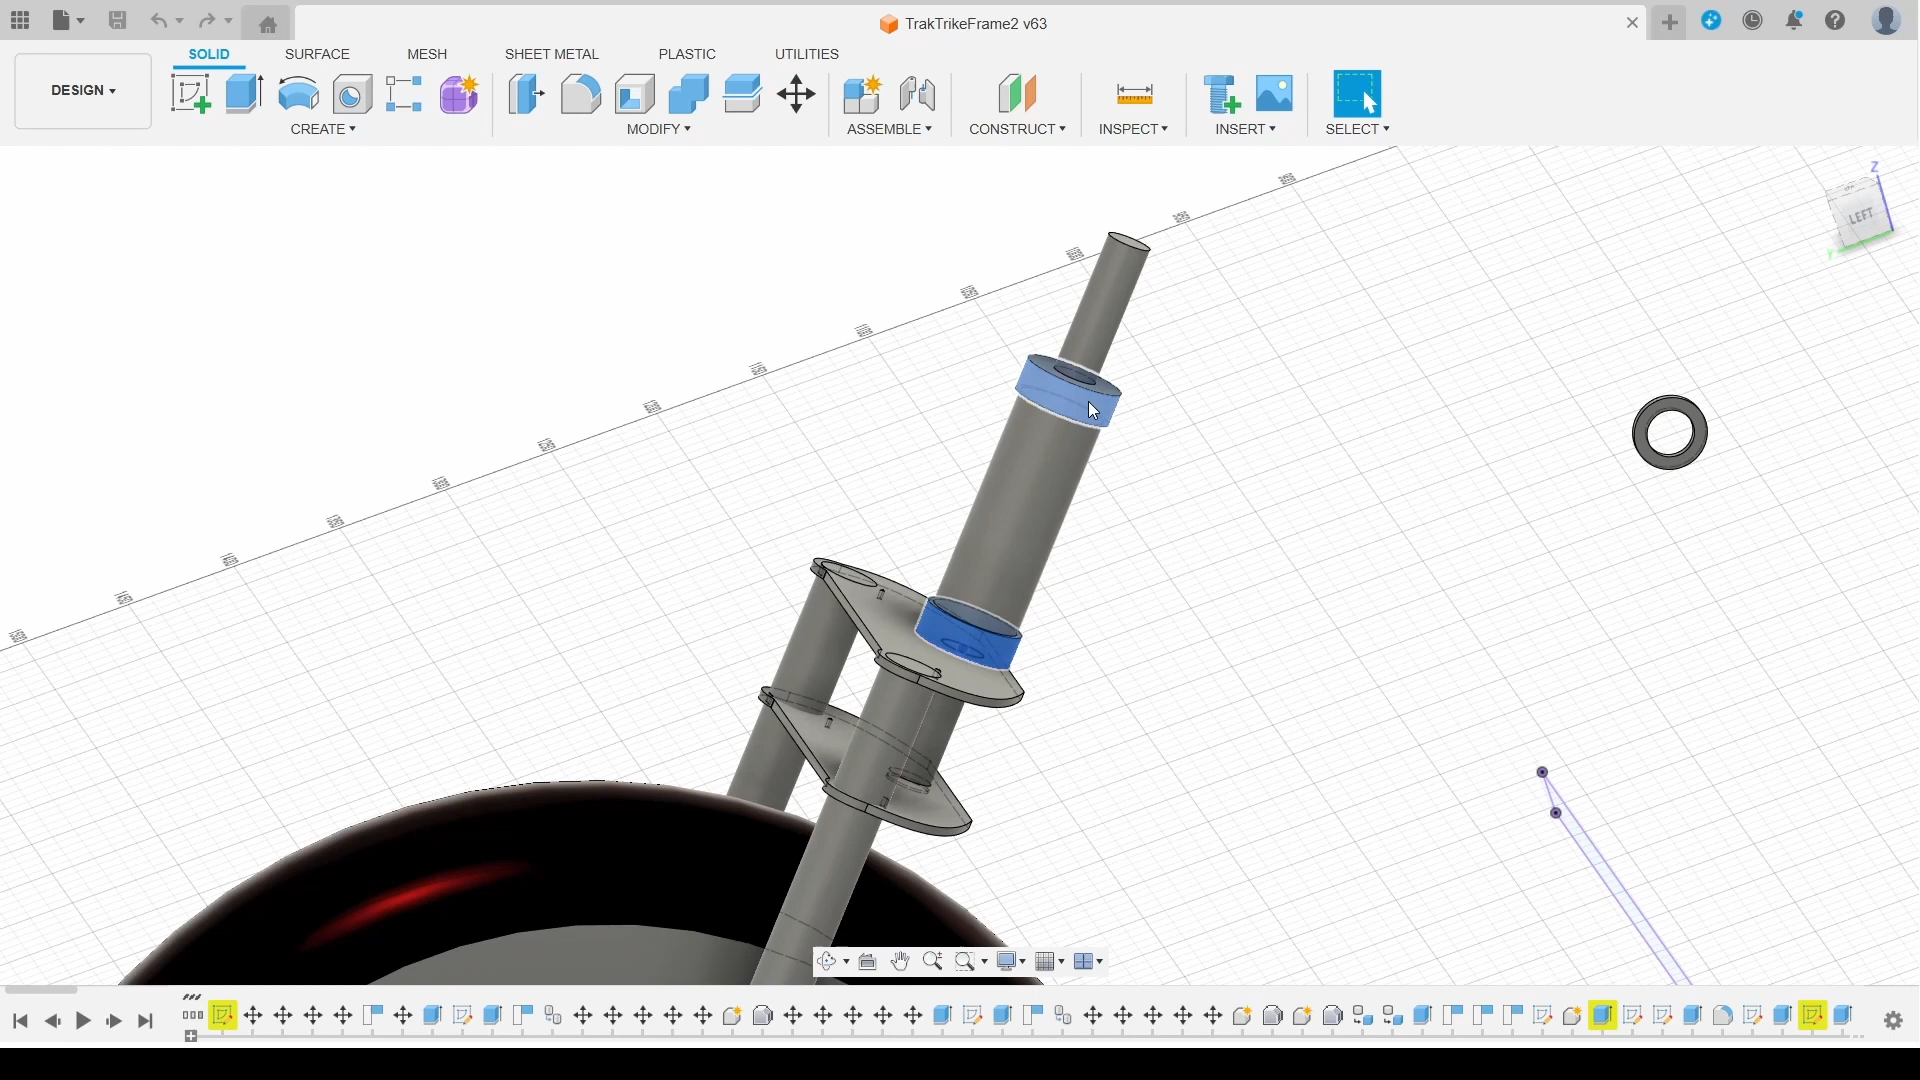 TrakTrikeFrame2 v63
SOLID SURFACE MESH SHEET METAL PLASTIC UTILITIES
DESIGN
CREATE MODIFY ASSEMBLE CONSTRUCT INSPECT INSERT SELECT
Z
LEFT
Y